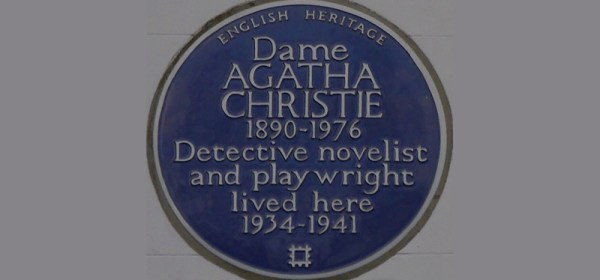 ENGLISH HERITAGE
Dame
AGATHA
CHRISTIE
1890-1976
Detective novelist
and playwright
lived here
1934-1941